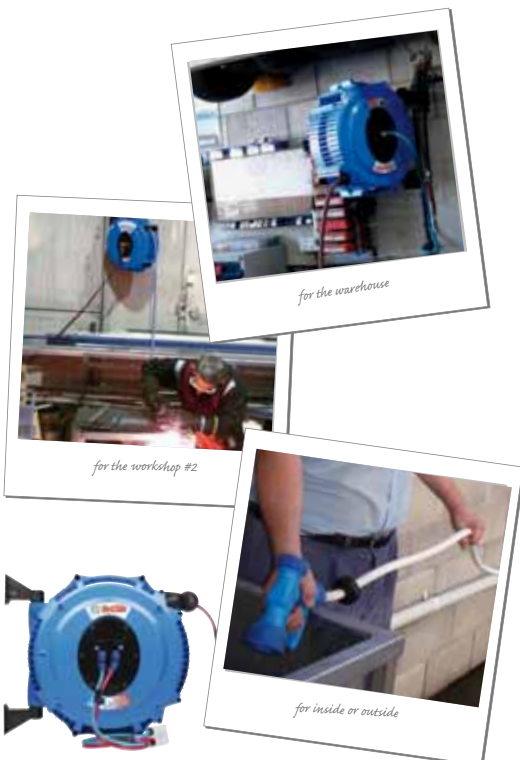 for the warehouse
for the workshop #2
for inside or outside